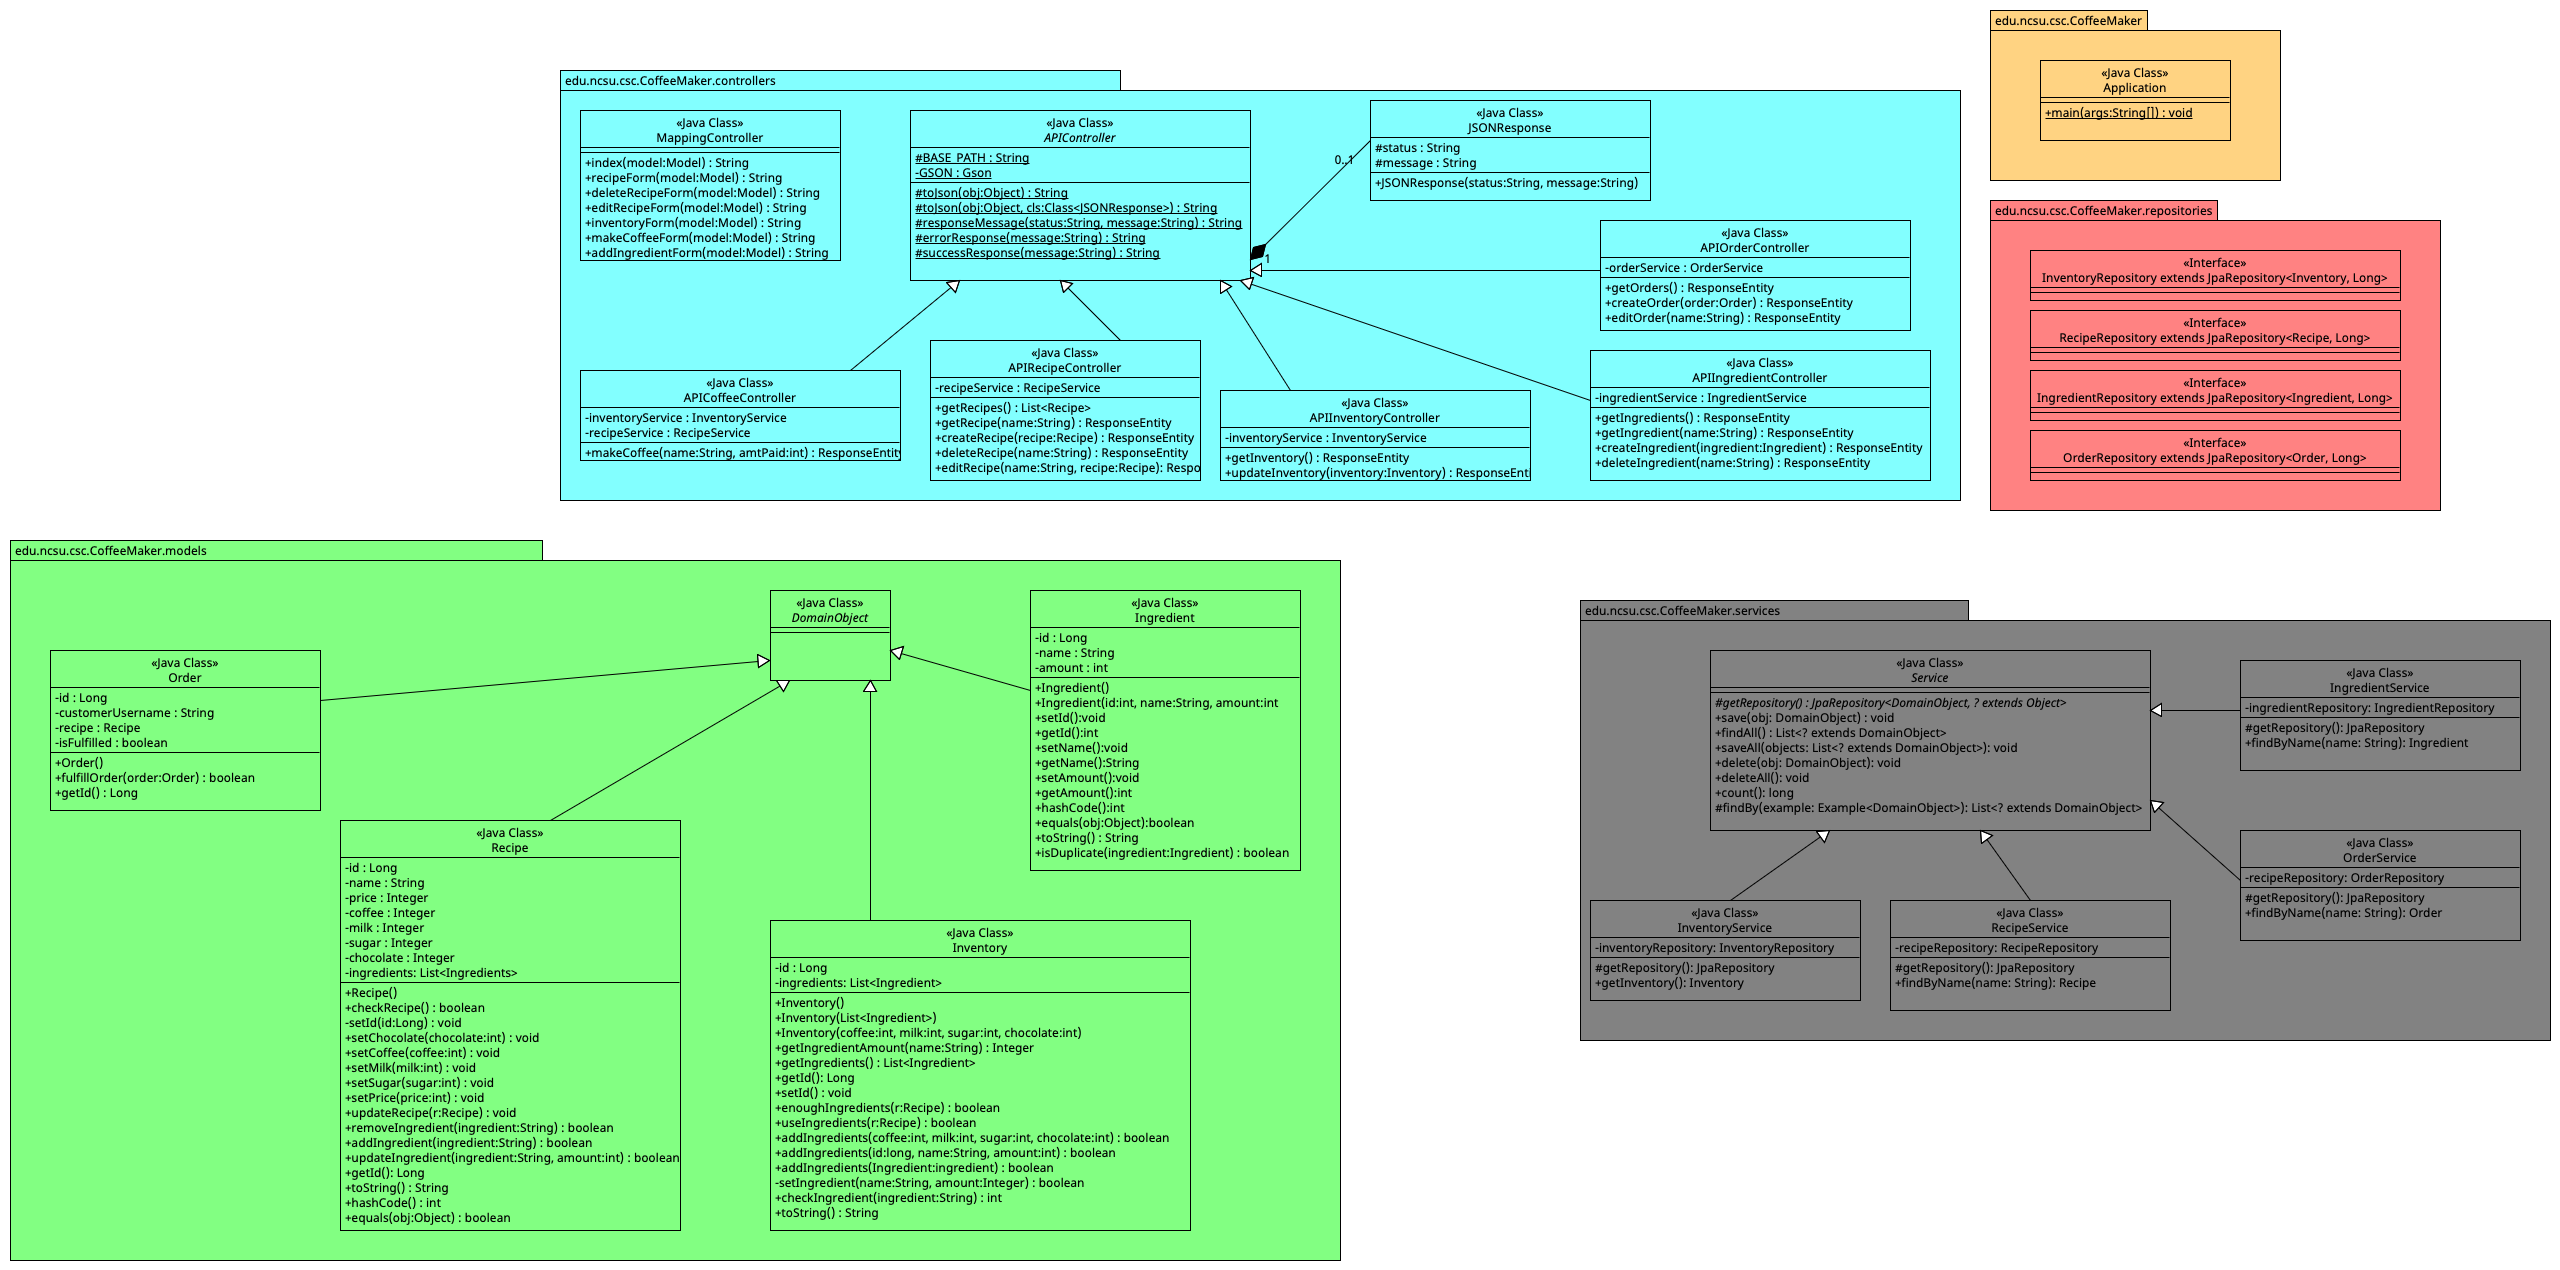 edu.ncsu.csc.CoffeeMaker
«Java Class»
Application
+main(args:String[]) : void
edu.ncsu.csc.CoffeeMaker.controllers
«Java Class»
MappingController
+index(model:Model) : String
+recipeForm(model:Model) : String
+deleteRecipeForm(model:Model) : String
+editRecipeForm(model:Model) : String
+inventoryForm(model:Model) : String
+makeCoffeeForm(model:Model) : String
+addIngredientForm(model:Model) : String
«Java Class»
APIController
#BASE_PATH : String
-GSON : Gson
#toJson(obj:Object) : String
#toJson(obj:Object, cls:Class<JSONResponse>) : String
#responseMessage(status:String, message:String) : String
#errorResponse(message:String) : String
#successResponse(message:String) : String
«Java Class»
JSONResponse
#status : String
#message : String
+JSONResponse(status:String, message:String)
0..1
1
«Java Class»
APIOrderController
-orderService : OrderService
+getOrders() : ResponseEntity
+createOrder(order:Order) : ResponseEntity
+editOrder(name:String) : ResponseEntity
«Java Class»
APICoffeeController
-inventoryService : InventoryService
-recipeService : RecipeService
+makeCoffee(name:String, amtPaid:int) : ResponseEntity
«Java Class»
APIRecipeController
-recipeService : RecipeService
+getRecipes() : List<Recipe>
+getRecipe(name:String) : ResponseEntity
+createRecipe(recipe:Recipe) : ResponseEntity
+deleteRecipe(name:String) : ResponseEntity
+editRecipe(name:String, recipe:Recipe): Respo
«Java Class»
APIInventoryController
-inventoryService : InventoryService
+getInventory() : ResponseEntity
+updateInventory(inventory:Inventory) : ResponseEnti
«Java Class»
APIIngredientController
-ingredientService : IngredientService
+getIngredients() : ResponseEntity
+getIngredient(name:String) : ResponseEntity
+createIngredient(ingredient:Ingredient) : ResponseEntity
+deleteIngredient(name:String) : ResponseEntity
edu.ncsu.csc.CoffeeMaker.repositories
«Interface»
InventoryRepository extends JpaRepository<Inventory, Long>
«Interface»
RecipeRepository extends JpaRepository<Recipe, Long>
«Interface»
IngredientRepository extends JpaRepository<Ingredient, Long>
«Interface»
OrderRepository extends JpaRepository<Order, Long>
edu.ncsu.csc.CoffeeMaker.models
«Java Class»
DomainObject
«Java Class»
Ingredient
-id : Long
-name : String
-amount : int
+Ingredient()
+Ingredient(id:int, name:String, amount:int
+setId():void
+getId():int
+setName():void
+getName():String
+setAmount():void
+getAmount():int
+hashCode():int
+equals(obj:Object):boolean
+toString() : String
+isDuplicate(ingredient:Ingredient) : boolean
«Java Class»
Order
-id : Long
-customerUsername : String
-recipe : Recipe
-isFulfilled : boolean
+Order()
+fulfillOrder(order:Order) : boolean
+getId() : Long
«Java Class»
Recipe
-id : Long
-name : String
-price : Integer
-coffee : Integer
-milk : Integer
-sugar : Integer
-chocolate : Integer
-ingredients: List<Ingredients>
+Recipe()
+checkRecipe() : boolean
-setId(id:Long) : void
+setChocolate(chocolate:int) : void
+setCoffee(coffee:int) : void
+setMilk(milk:int) : void
+setSugar(sugar:int) : void
+setPrice(price:int) : void
+updateRecipe(r:Recipe) : void
+removeIngredient(ingredient:String) : boolean
+addIngredient(ingredient:String) : boolean
+updateIngredient(ingredient:String, amount:int) : boolean
+getId(): Long
+toString() : String
+hashCode() : int
+equals(obj:Object) : boolean
«Java Class»
Inventory
-id : Long
-ingredients: List<Ingredient>
+Inventory()
+Inventory(List<Ingredient>)
+Inventory(coffee:int, milk:int, sugar:int, chocolate:int)
+getIngredientAmount(name:String) : Integer
+getIngredients() : List<Ingredient>
+getId(): Long
+setId() : void
+enoughIngredients(r:Recipe) : boolean
+useIngredients(r:Recipe) : boolean
+addIngredients(coffee:int, milk:int, sugar:int, chocolate:int) : boolean
+addIngredients(id:long, name:String, amount:int) : boolean
+addIngredients(Ingredient:ingredient) : boolean
-setIngredient(name:String, amount:Integer) : boolean
+checkIngredient(ingredient:String) : int
+toString() : String
edu.ncsu.csc.CoffeeMaker.services
«Java Class»
Service
#getRepository() : JpaRepository<DomainObject, ? extends Object>
+save(obj: DomainObject) : void
+findAll() : List<? extends DomainObject>
+saveAll(objects: List<? extends DomainObject>): void
+delete(obj: DomainObject): void
+deleteAll(): void
+count(): long
#findBy(example: Example<DomainObject>): List<? extends DomainObject>
«Java Class»
IngredientService
-ingredientRepository: IngredientRepository
#getRepository(): JpaRepository
+findByName(name: String): Ingredient
«Java Class»
OrderService
-recipeRepository: OrderRepository
#getRepository(): JpaRepository
+findByName(name: String): Order
«Java Class»
InventoryService
-inventoryRepository: InventoryRepository
#getRepository(): JpaRepository
+getInventory(): Inventory
«Java Class»
RecipeService
-recipeRepository: RecipeRepository
#getRepository(): JpaRepository
+findByName(name: String): Recipe